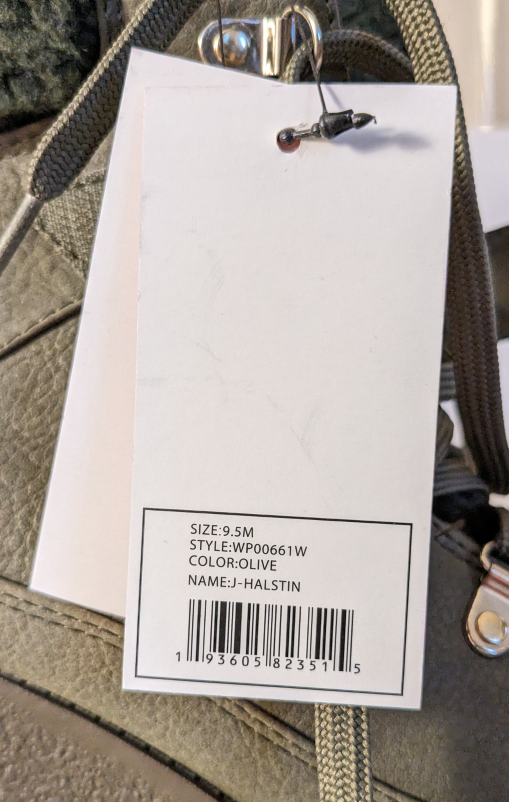 SIZE:9.5M
STYLE:WP00661W
COLOR:OLIVE
NAME:J-HALSTIN
1 93605 82351 5